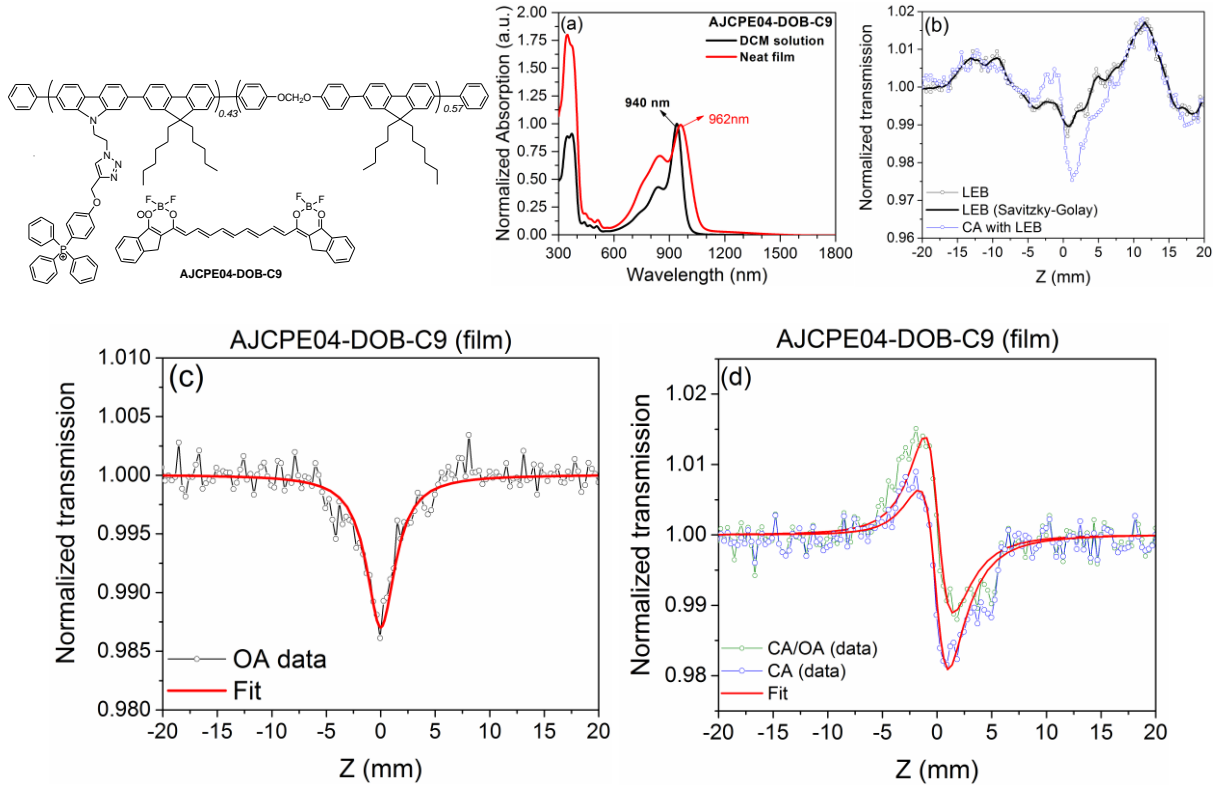 N
N
N
N
O
P
⊕
0.43
OCH₂O
0.57
F
F
B
O
O
F
F
B
O
O
AJCPE04-DOB-C9
(a)
AJCPE04-DOB-C9
DCM solution
Neat film
940 nm
962nm
2.00
1.75
1.50
1.25
1.00
0.75
0.50
0.25
0.00
300 600 900 1200 1500 1800
Normalized Absorption (a.u.)
Wavelength (nm)
(b)
1.02
1.01
1.00
0.99
0.98
0.97
0.96
-20 -15 -10 -5 0 5 10 15 20
Normalized transmission
Z (mm)
LEB
LEB (Savitzky-Golay)
CA with LEB
AJCPE04-DOB-C9 (film)
(c)
1.010
1.005
1.000
0.995
0.990
0.985
0.980
-20 -15 -10 -5 0 5 10 15 20
Normalized transmission
Z (mm)
OA data
Fit
AJCPE04-DOB-C9 (film)
(d)
1.02
1.01
1.00
0.99
0.98
-20 -15 -10 -5 0 5 10 15 20
Normalized transmission
Z (mm)
CA/OA (data)
CA (data)
Fit